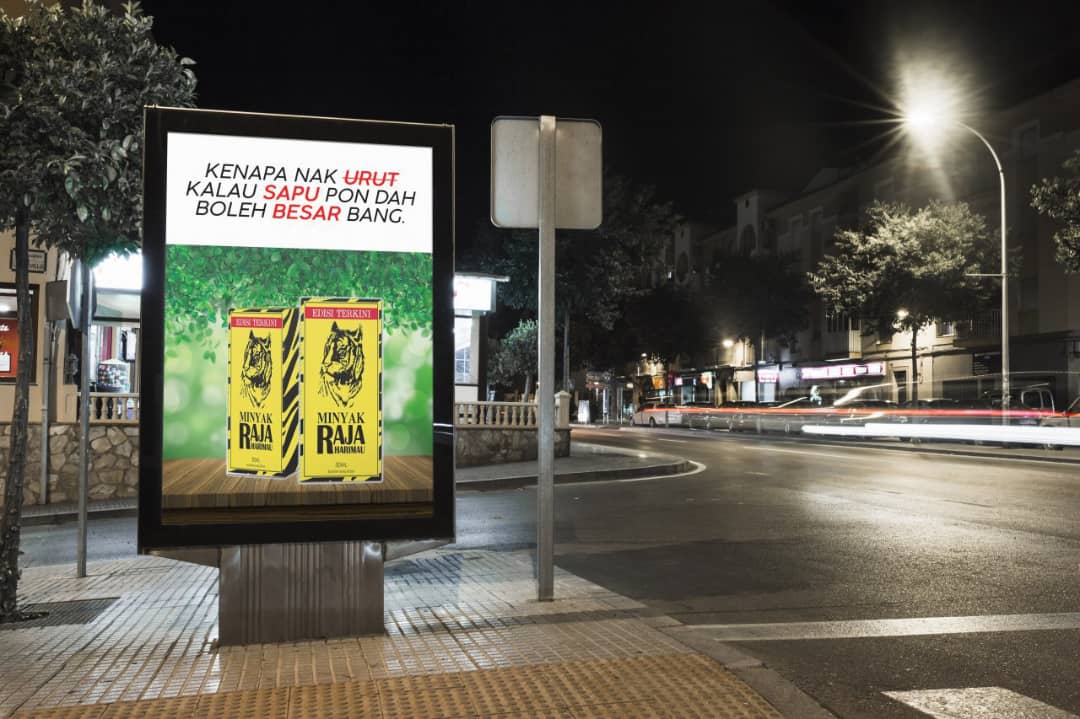 KENAPA NAK URUT
KALAU SAPU PON DAH
BOLEH BESAR BANG.
EDISI TERKINI
MINYAK
RAJA
HARIMAU
EDISI TERKINI
MINYAK
RAJA
HARIMAU